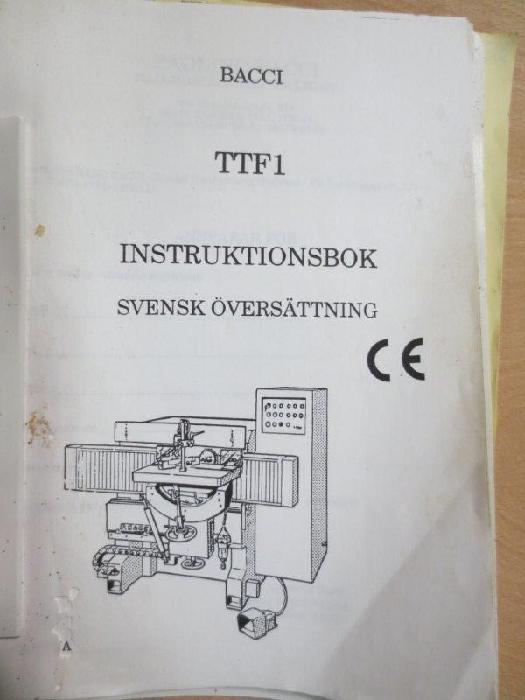 BACCI
TTF1
INSTRUKTIONSBOK
SVENSK ÖVERSÄTTNING
CE
A